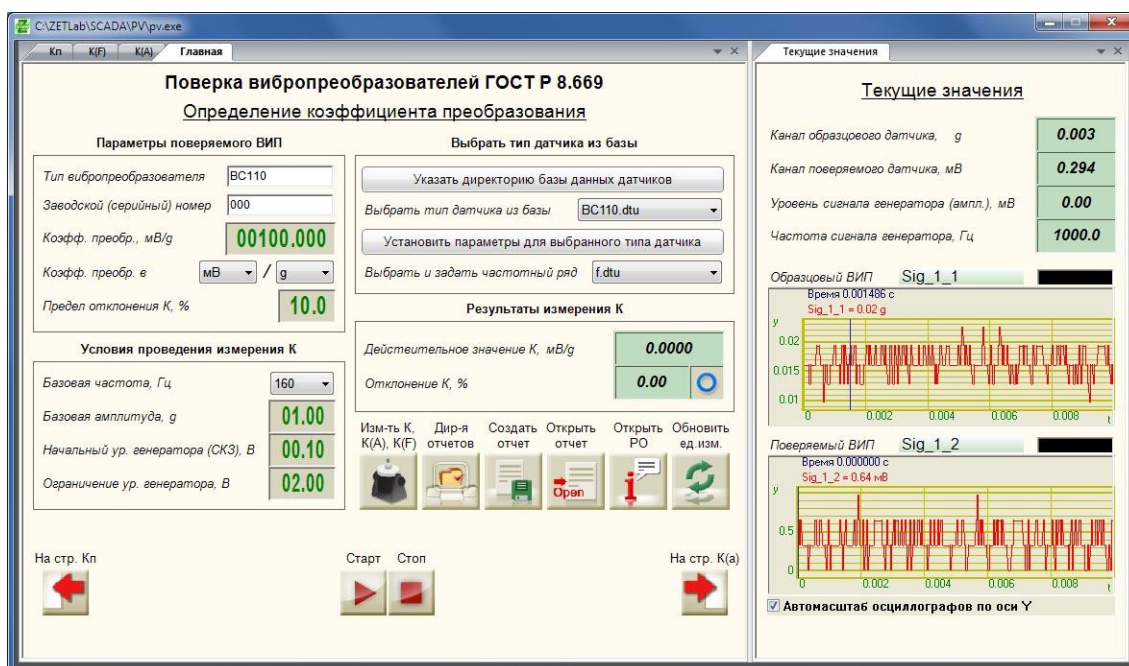 C:\ZETLab\SCADA\PV\pv.exe
Кп K(F) K(A) Главная
Поверка вибропреобразователей ГОСТ Р 8.669
Определение коэффициента преобразования
Параметры поверяемого ВИП
Тип вибропреобразователя BC110
Заводской (серийный) номер 000
Коэфф. преобр., мВ/g 00100.000
Коэфф. преобр. в мВ / g
Предел отклонения К, % 10.0
Условия проведения измерения К
Базовая частота, Гц 160
Базовая амплитуда, g 01.00
Начальный ур. генератора (СКЗ), В 00.10
Ограничение ур. генератора, В 02.00
Выбрать тип датчика из базы
Указать директорию базы данных датчиков
Выбрать тип датчика из базы BC110.dtu
Установить параметры для выбранного типа датчика
Выбрать и задать частотный ряд f.dtu
Результаты измерения К
Действительное значение К, мВ/g 0.0000
Отклонение К, % 0.00
Изм-ть К, Дир-я Создать Открыть Открыть Обновить
К(А), K(F) отчетов отчет отчет РО ед.изм.
Open
На стр. Кп Старт Стоп На стр. К(а)
Текущие значения
Текущие значения
Канал образцового датчика, g 0.003
Канал поверяемого датчика, мВ 0.294
Уровень сигнала генератора (ампл.), мВ 0.00
Частота сигнала генератора, Гц 1000.0
Образцовый ВИП Sig_1_1
Время 0.001486 с
Sig_1_1 = 0.02 g
y
0.02
0.015
0.01
0 0.002 0.004 0.006 0.008 t
Поверяемый ВИП Sig_1_2
Время 0.000000 с
Sig_1_2 = 0.64 мВ
y
0.5
0
0 0.002 0.004 0.006 0.008 t
Автомасштаб осциллографов по оси Y